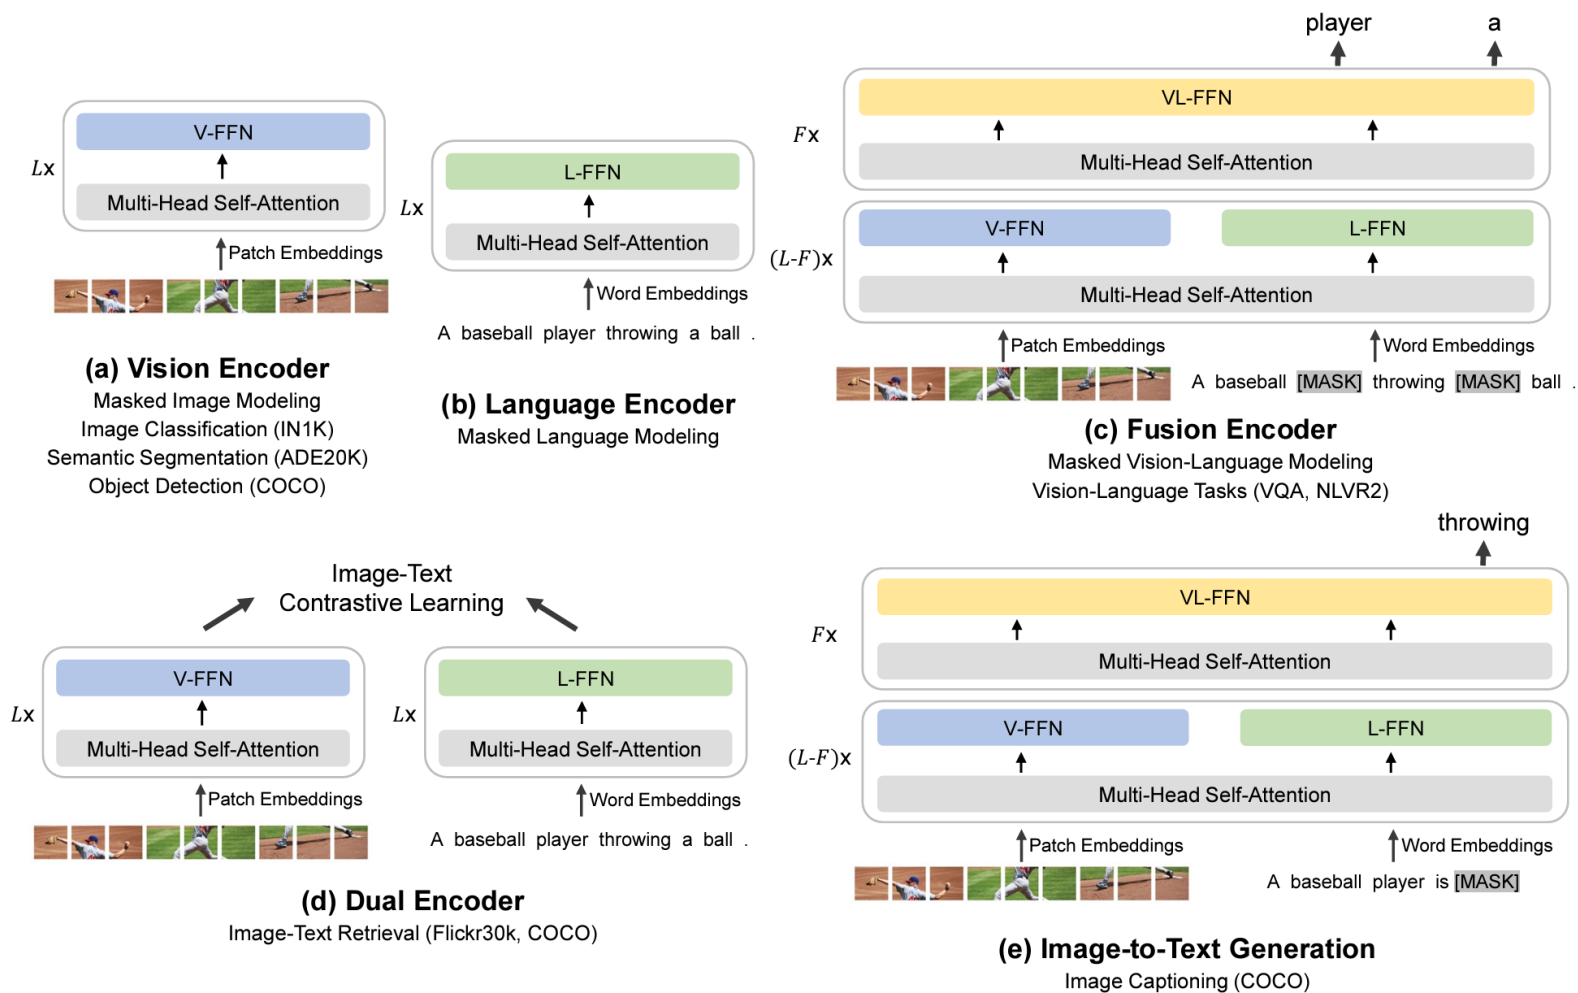 V-FFN
Lx
Multi-Head Self-Attention
Patch Embeddings
(a) Vision Encoder
Masked Image Modeling
Image Classification (IN1K)
Semantic Segmentation (ADE20K)
Object Detection (COCO)
L-FFN
Lx
Multi-Head Self-Attention
Word Embeddings
A baseball player throwing a ball .
(b) Language Encoder
Masked Language Modeling
player a
VL-FFN
Fx
Multi-Head Self-Attention
V-FFN L-FFN
(L-F)x
Multi-Head Self-Attention
Patch Embeddings Word Embeddings
A baseball [MASK] throwing [MASK] ball .
(c) Fusion Encoder
Masked Vision-Language Modeling
Vision-Language Tasks (VQA, NLVR2)
Image-Text
Contrastive Learning
V-FFN L-FFN
Lx Lx
Multi-Head Self-Attention Multi-Head Self-Attention
Patch Embeddings Word Embeddings
A baseball player throwing a ball .
(d) Dual Encoder
Image-Text Retrieval (Flickr30k, COCO)
throwing
VL-FFN
Fx
Multi-Head Self-Attention
V-FFN L-FFN
(L-F)x
Multi-Head Self-Attention
Patch Embeddings Word Embeddings
A baseball player is [MASK]
(e) Image-to-Text Generation
Image Captioning (COCO)